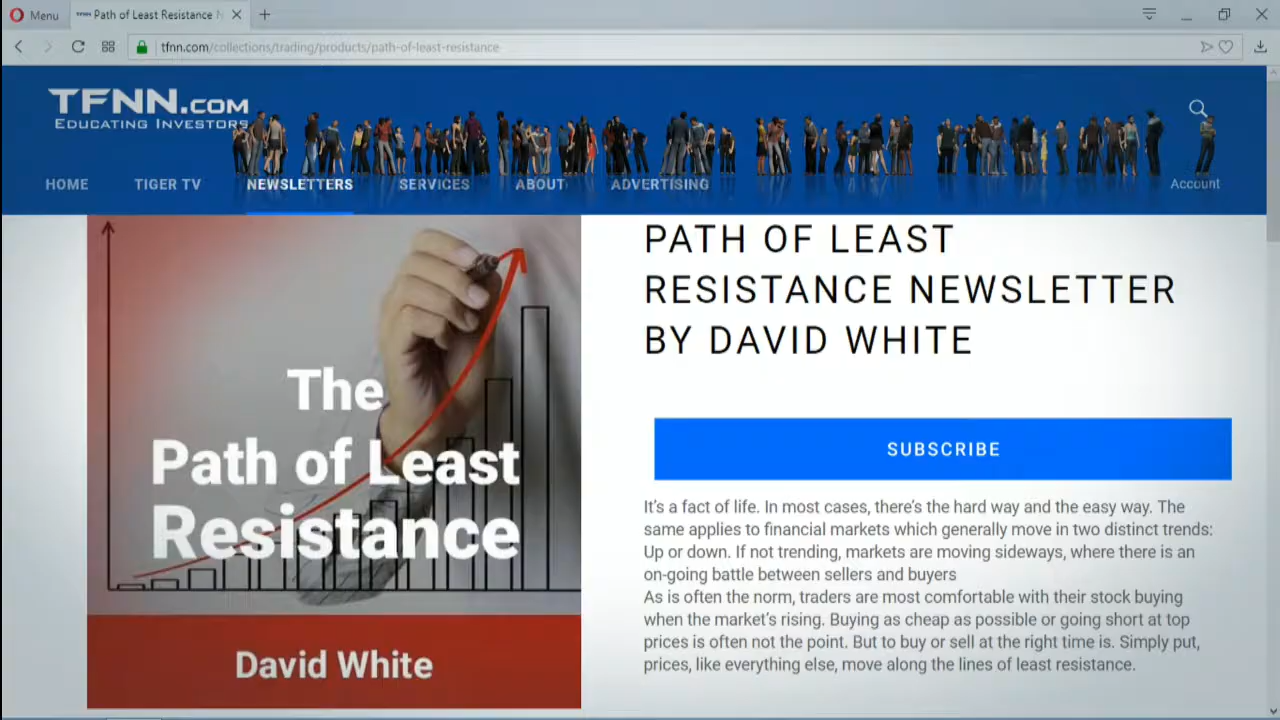 Menu
Path of Least Resistance
tfnn.com/collections/trading/products/path-of-least-resistance
TFNN.COM
EDUCATING INVESTORS
HOME
TIGER TV
NEWSLETTERS
SERVICES
ABOUT
ADVERTISING
Account
The
Path of Least
Resistance
David White
PATH OF LEAST
RESISTANCE NEWSLETTER
BY DAVID WHITE
SUBSCRIBE
It's a fact of life. In most cases, there's the hard way and the easy way. The
same applies to financial markets which generally move in two distinct trends:
Up or down. If not trending, markets are moving sideways, where there is an
on-going battle between sellers and buyers
As is often the norm, traders are most comfortable with their stock buying
when the market's rising. Buying as cheap as possible or going short at top
prices is often not the point. But to buy or sell at the right time is. Simply put,
prices, like everything else, move along the lines of least resistance.